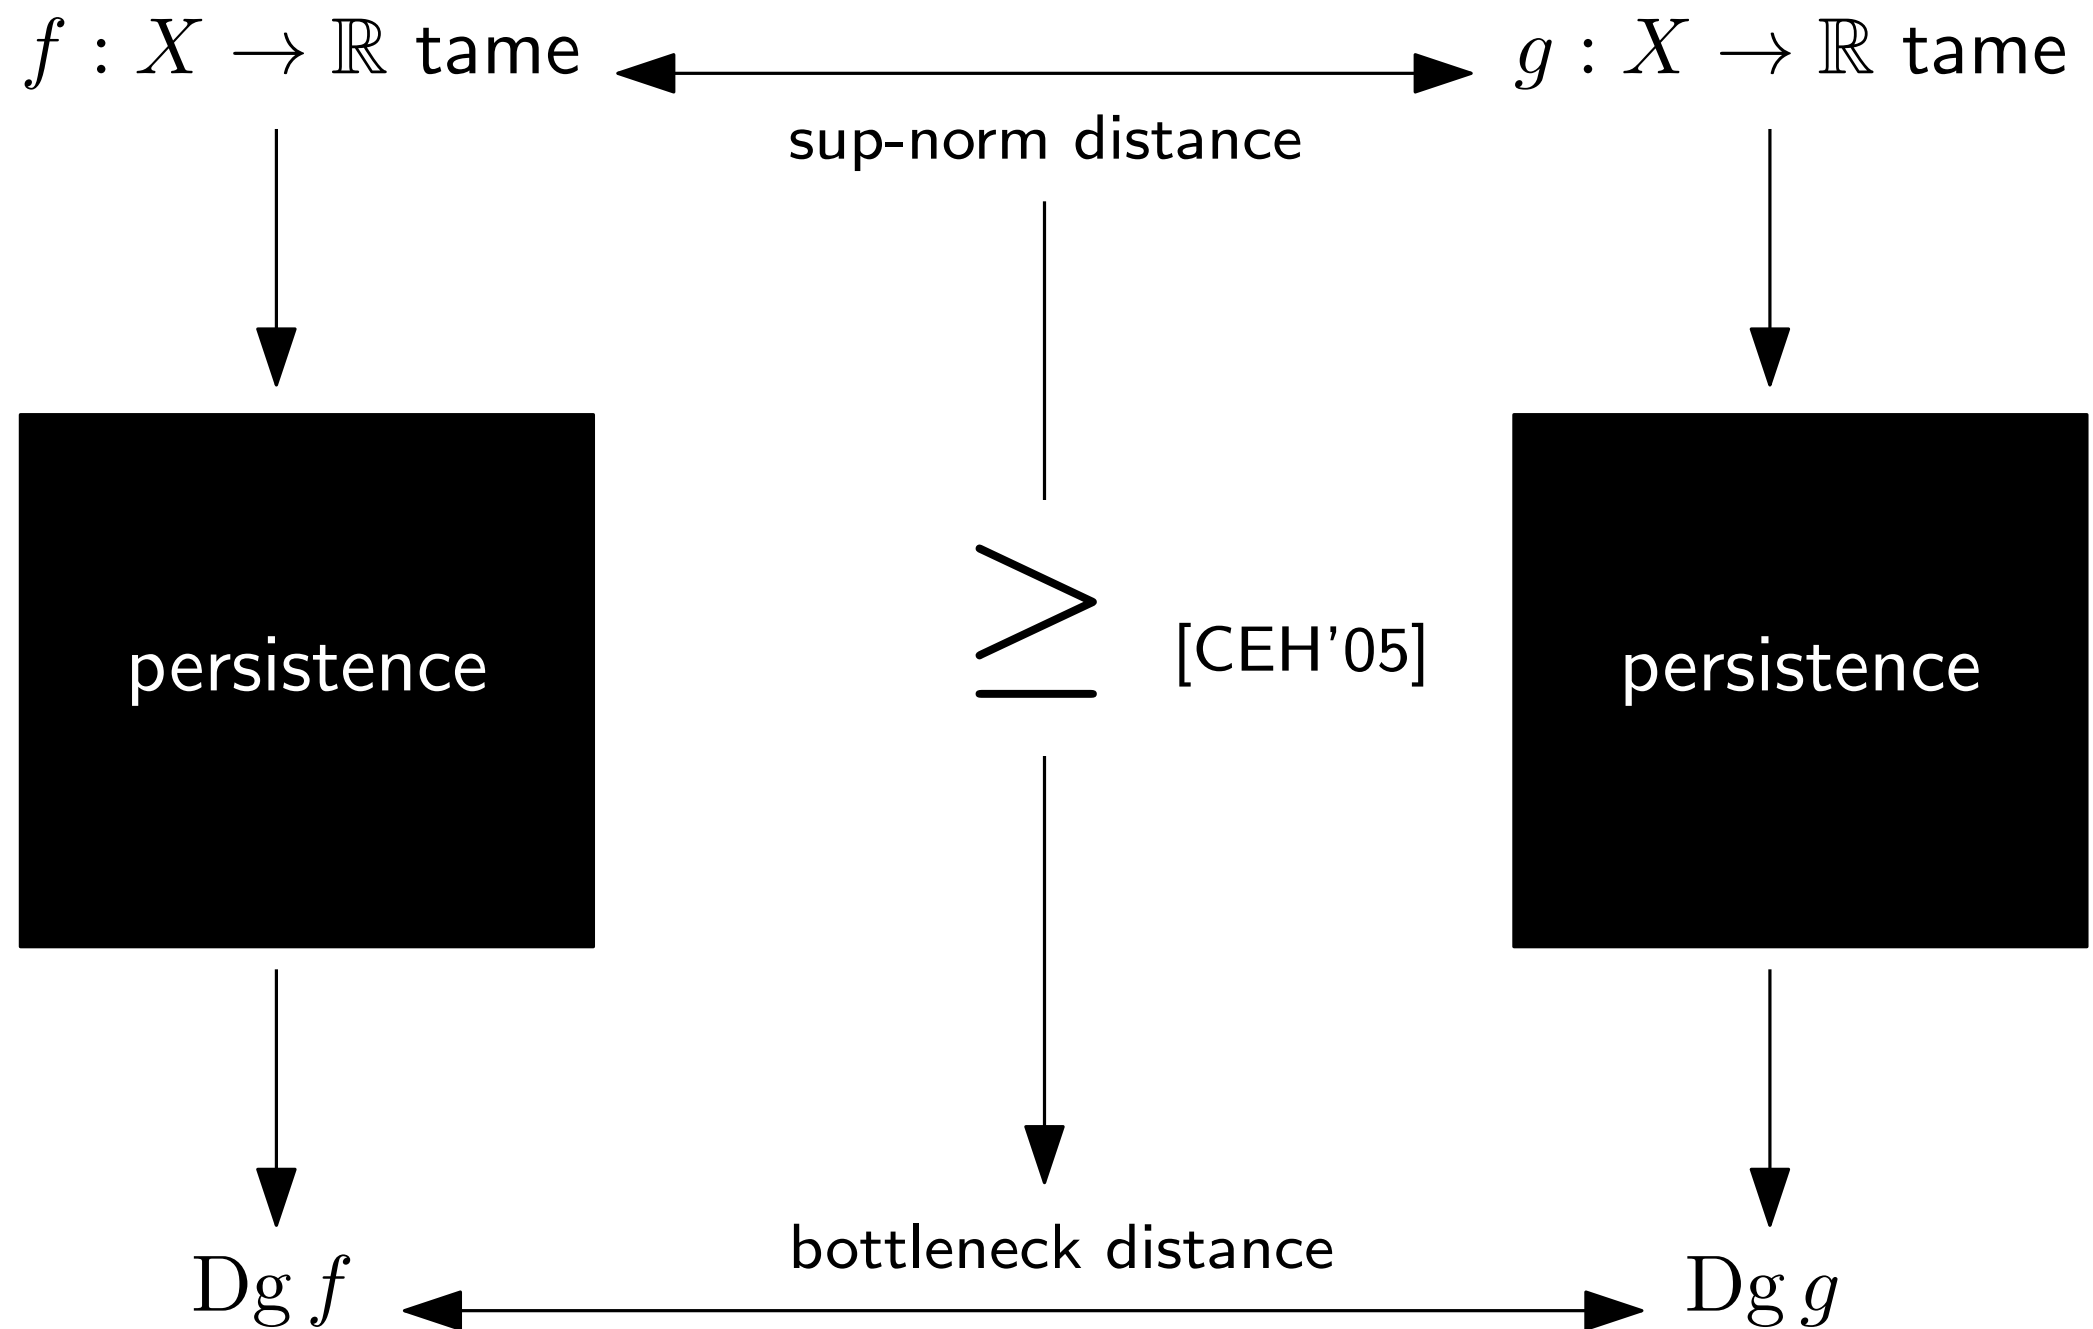 f : X → ℝ tame
g : X → ℝ tame
sup-norm distance
≥
[CEH'05]
persistence
persistence
bottleneck distance
Dg f
Dg g